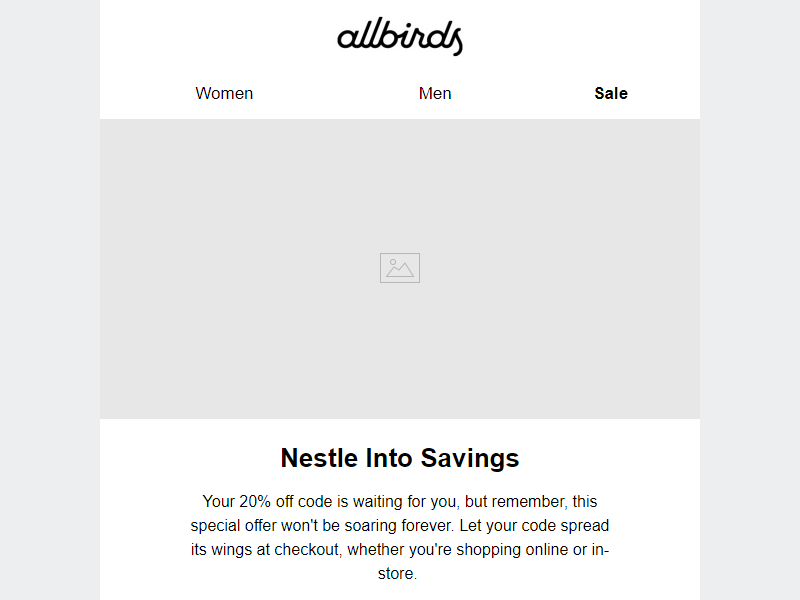 allbirds
Women Men Sale
Nestle Into Savings
Your 20% off code is waiting for you, but remember, this
special offer won't be soaring forever. Let your code spread
its wings at checkout, whether you're shopping online or in-
store.